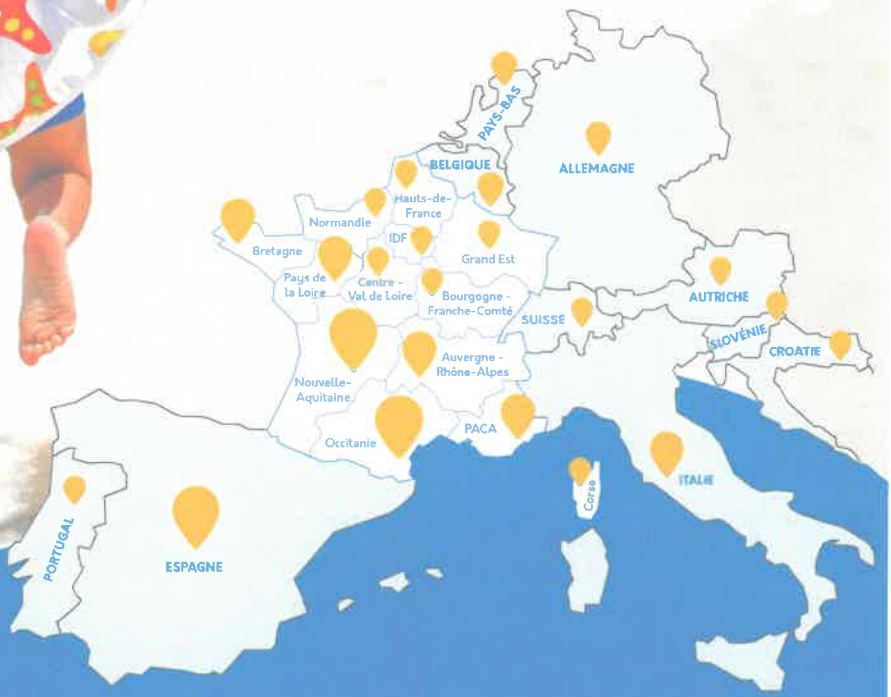 PAYS-BAS
BELGIQUE
ALLEMAGNE
Hauts-de-
France
Normandie
IDF
Grand Est
Bretagne
Pays de
la Loire
Centre -
Val de Loire
Bourgogne -
Franche-Comté
SUISSE
AUTRICHE
SLOVÉNIE
CROATIE
Auvergne -
Rhône-Alpes
Nouvelle-
Aquitaine
Occitanie
PACA
Corse
ITALIE
PORTUGAL
ESPAGNE